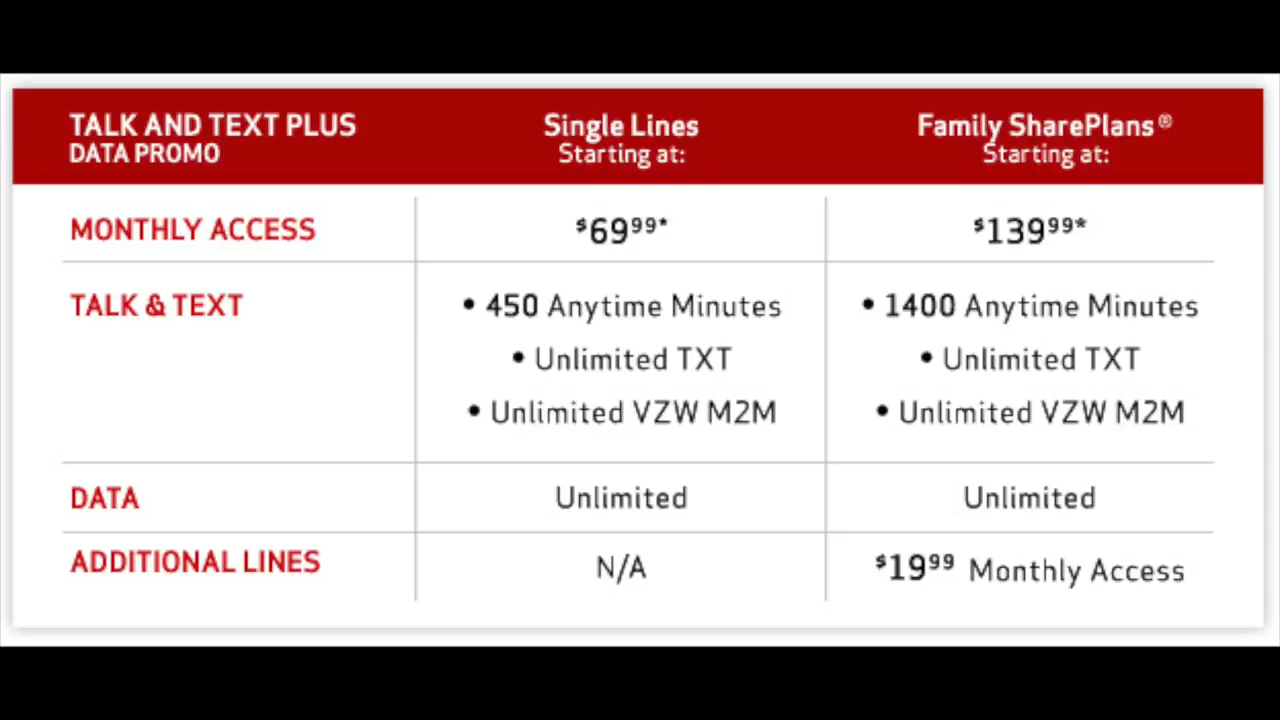 TALK AND TEXT PLUS
DATA PROMO
Single Lines
Starting at:
Family SharePlans®
Starting at:
MONTHLY ACCESS
$69.99*
$139.99*
TALK & TEXT
• 450 Anytime Minutes
• Unlimited TXT
• Unlimited VZW M2M
• 1400 Anytime Minutes
• Unlimited TXT
• Unlimited VZW M2M
DATA
Unlimited
Unlimited
ADDITIONAL LINES
N/A
$19.99 Monthly Access